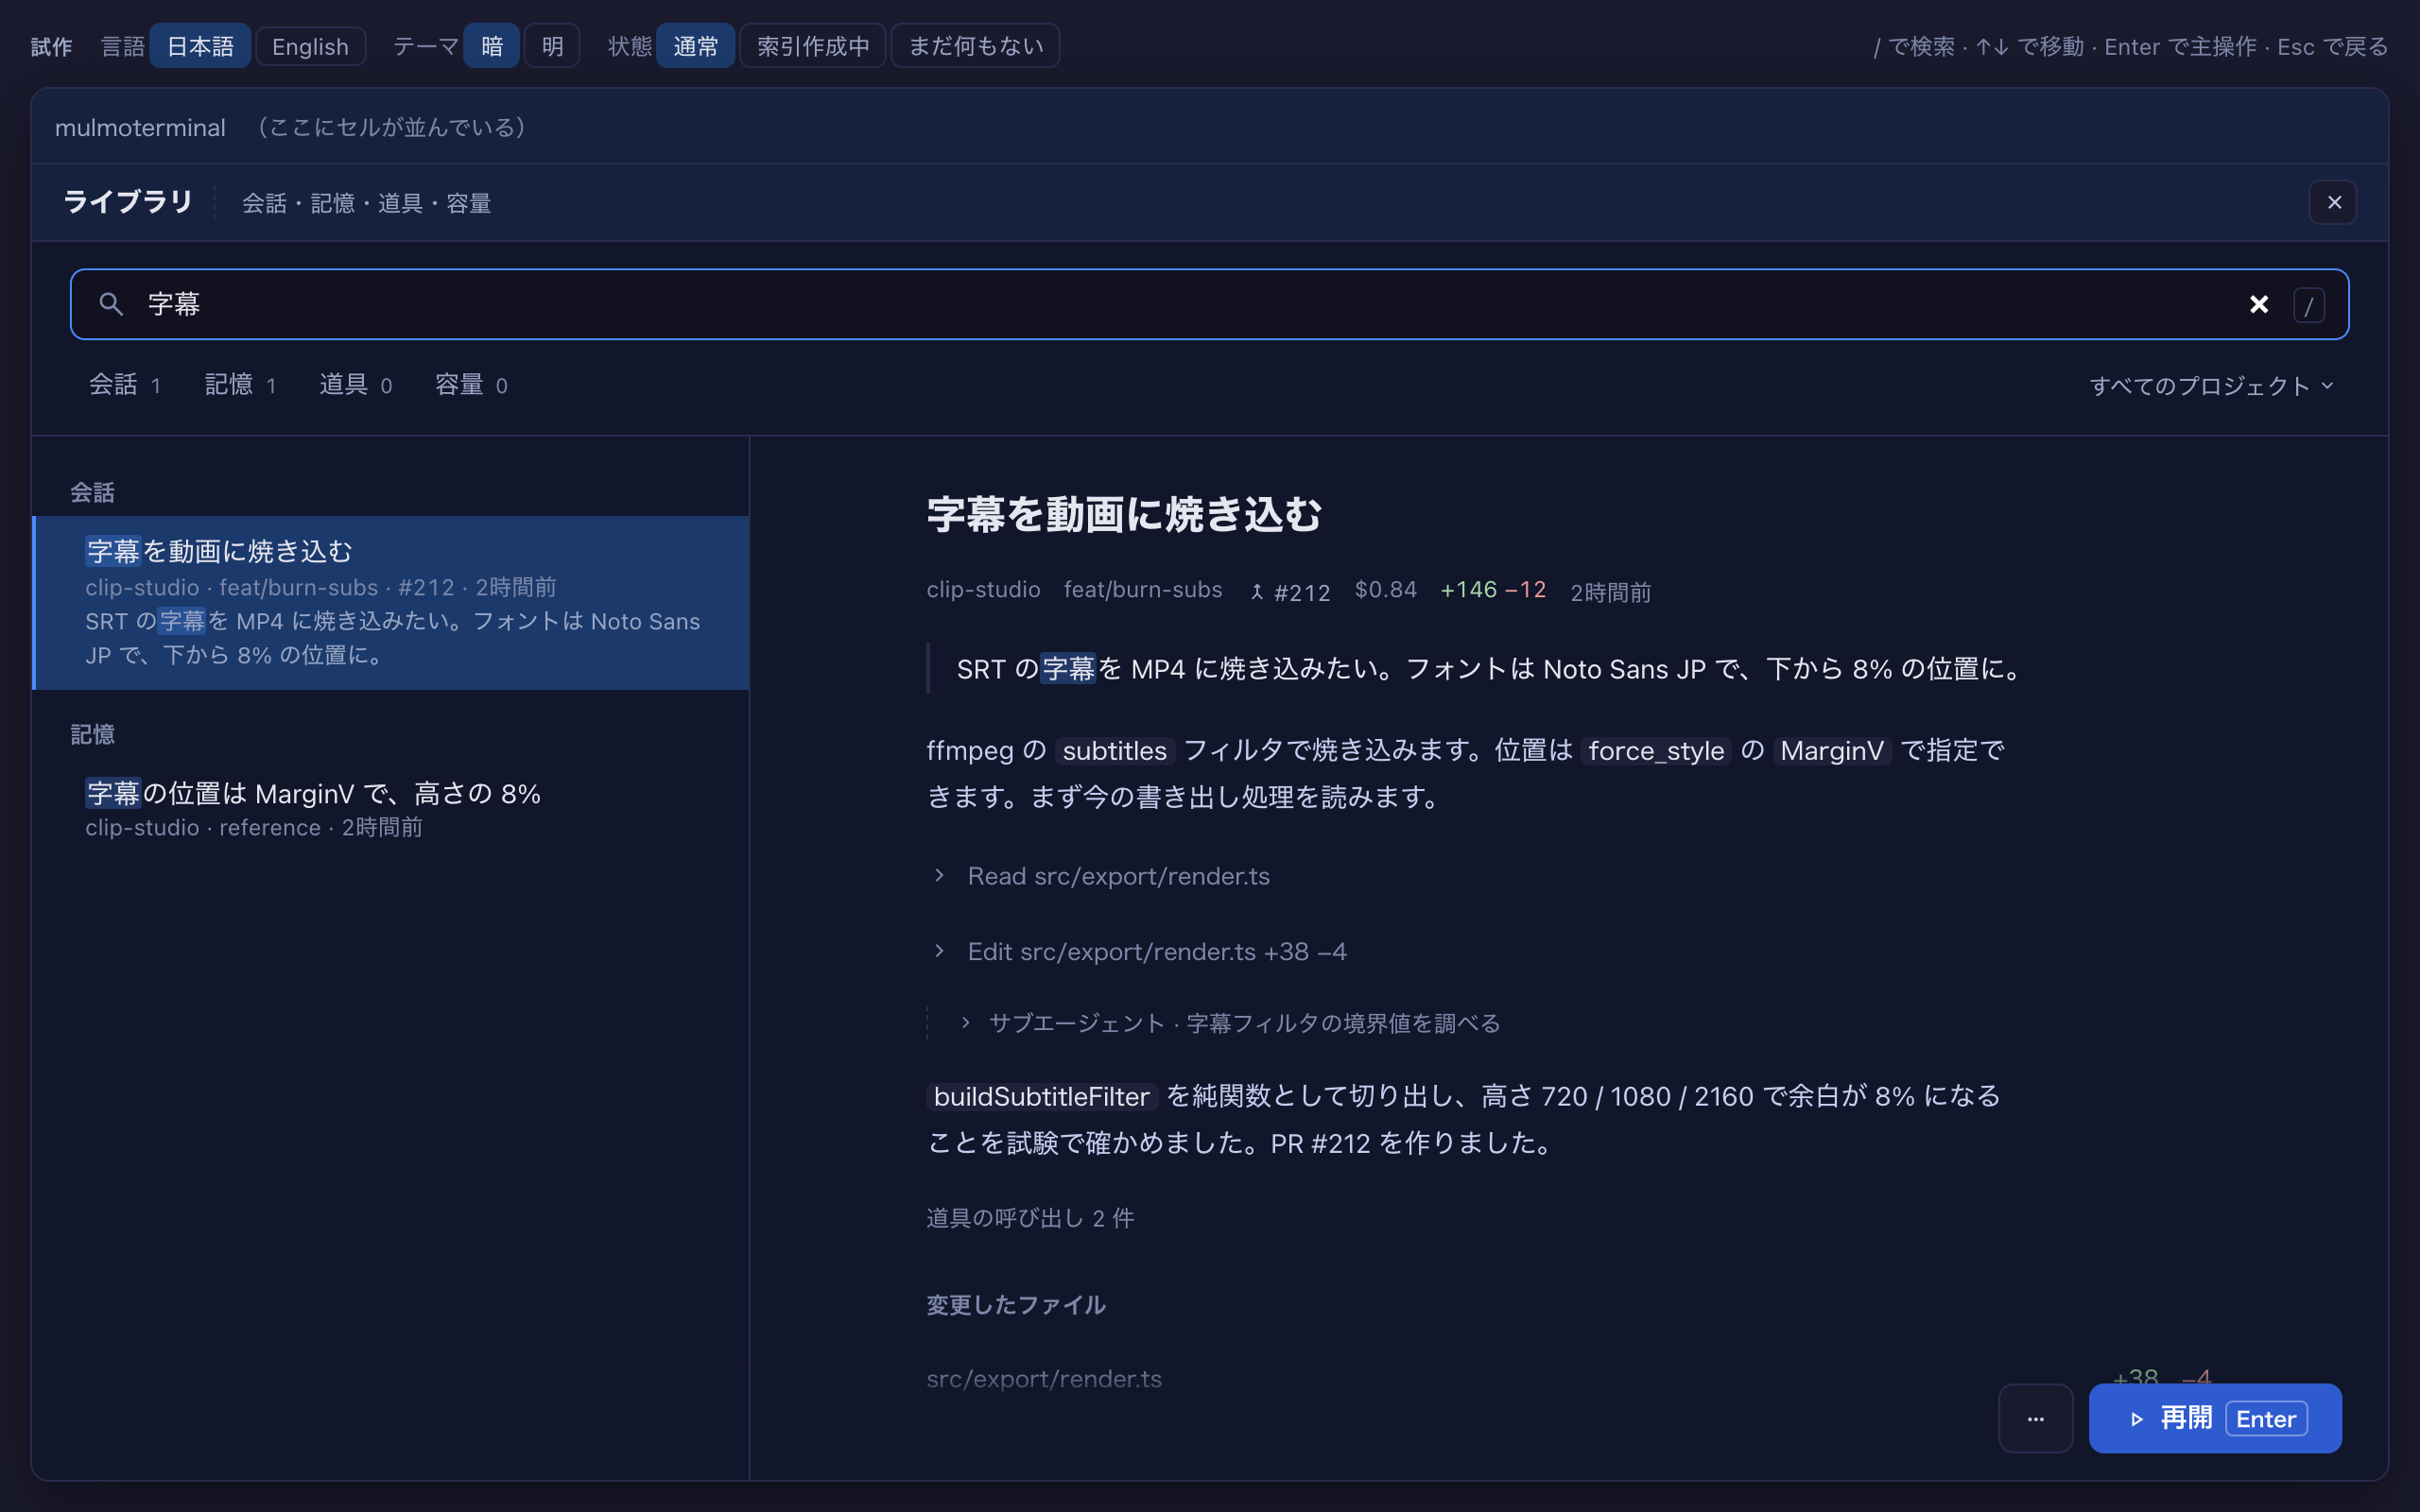 試作 言語 日本語 English テーマ 暗 明 状態 通常 索引作成中 まだ何もない / で検索 · ↑↓ で移動 · Enter で主操作 · Esc で戻る
mulmoterminal （ここにセルが並んでいる）
ライブラリ 会話・記憶・道具・容量 ×
字幕 × /
会話 1 記憶 1 道具 0 容量 0 すべてのプロジェクト
会話
字幕を動画に焼き込む
clip-studio · feat/burn-subs · #212 · 2時間前
SRT の字幕を MP4 に焼き込みたい。フォントは Noto Sans
JP で、下から 8% の位置に。
記憶
字幕の位置は MarginV で、高さの 8%
clip-studio · reference · 2時間前
字幕を動画に焼き込む
clip-studio feat/burn-subs #212 $0.84 +146 −12 2時間前
SRT の字幕を MP4 に焼き込みたい。フォントは Noto Sans JP で、下から 8% の位置に。
ffmpeg の subtitles フィルタで焼き込みます。位置は force_style の MarginV で指定で
きます。まず今の書き出し処理を読みます。
Read src/export/render.ts
Edit src/export/render.ts +38 −4
サブエージェント · 字幕フィルタの境界値を調べる
buildSubtitleFilter を純関数として切り出し、高さ 720 / 1080 / 2160 で余白が 8% になる
ことを試験で確かめました。PR #212 を作りました。
道具の呼び出し 2 件
変更したファイル
src/export/render.ts +38 −4
… 再開 Enter